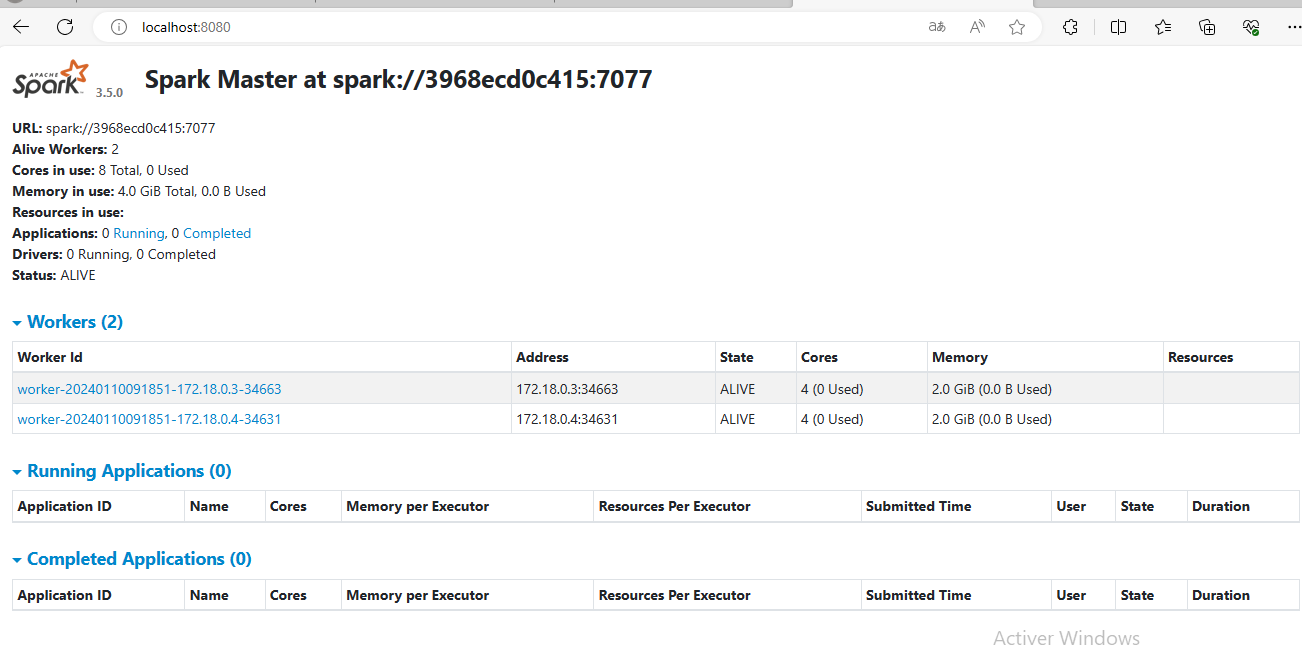 localhost:8080
APACHE Spark 3.5.0 Spark Master at spark://3968ecd0c415:7077
URL: spark://3968ecd0c415:7077
Alive Workers: 2
Cores in use: 8 Total, 0 Used
Memory in use: 4.0 GiB Total, 0.0 B Used
Resources in use:
Applications: 0 Running, 0 Completed
Drivers: 0 Running, 0 Completed
Status: ALIVE
Workers (2)
Worker Id Address State Cores Memory Resources
worker-20240110091851-172.18.0.3-34663 172.18.0.3:34663 ALIVE 4 (0 Used) 2.0 GiB (0.0 B Used)
worker-20240110091851-172.18.0.4-34631 172.18.0.4:34631 ALIVE 4 (0 Used) 2.0 GiB (0.0 B Used)
Running Applications (0)
Application ID Name Cores Memory per Executor Resources Per Executor Submitted Time User State Duration
Completed Applications (0)
Application ID Name Cores Memory per Executor Resources Per Executor Submitted Time User State Duration
Activer Windows